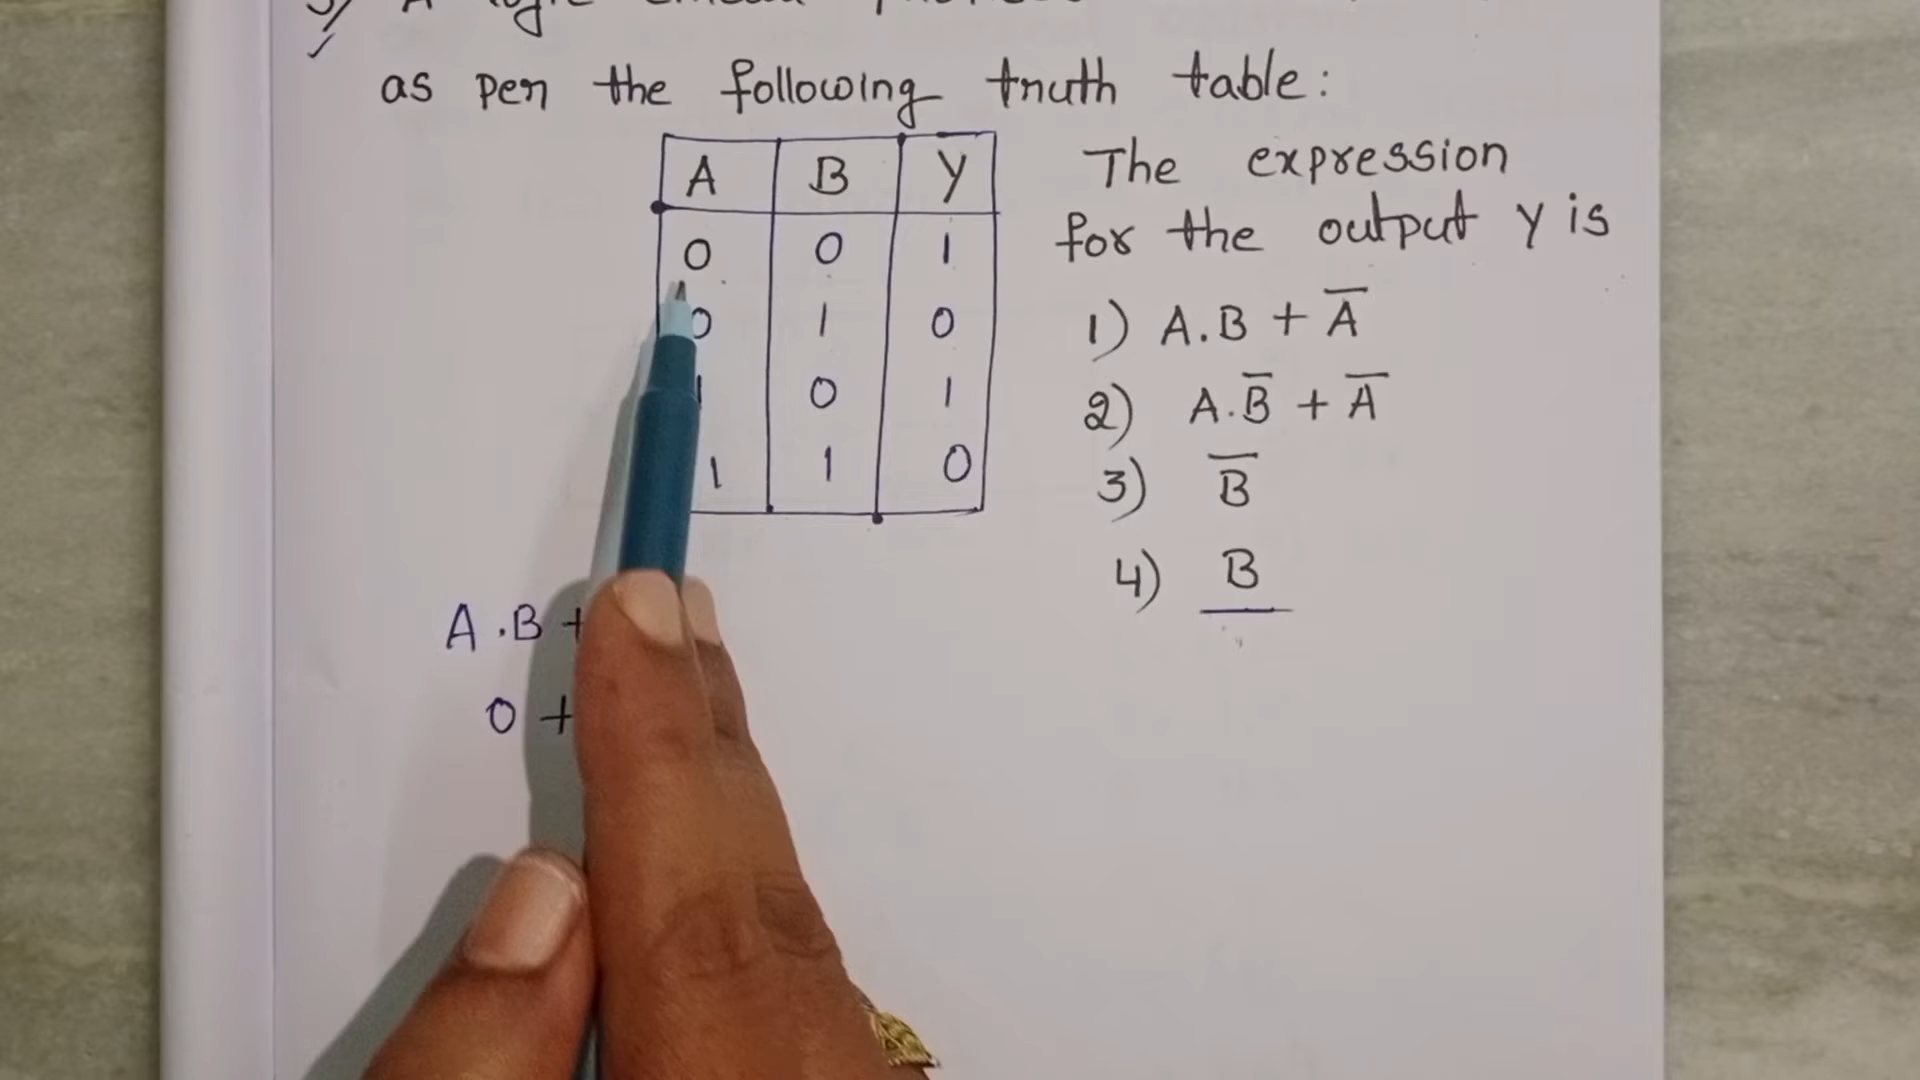 A logic
as per the following truth table:
A B Y
0 0 1
0 1 0
1 0 1
1 1 0
The expression
for the output Y is
1) A.B + A̅
2) A.B̅ + A̅
3) B̅
4) B
A.B +
0 +